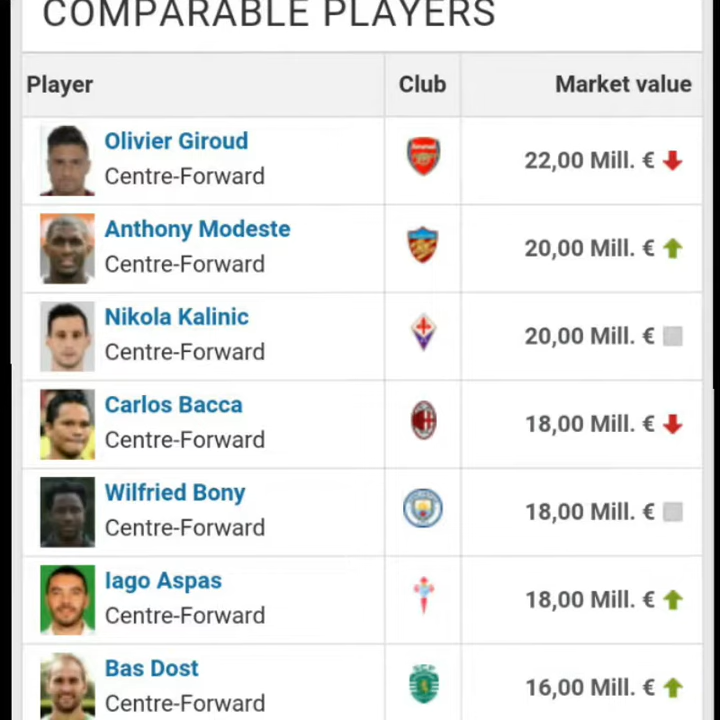 COMPARABLE PLAYERS
Player Club Market value
Olivier Giroud
Centre-Forward
22,00 Mill. €
Anthony Modeste
Centre-Forward
20,00 Mill. €
Nikola Kalinic
Centre-Forward
20,00 Mill. €
Carlos Bacca
Centre-Forward
18,00 Mill. €
Wilfried Bony
Centre-Forward
18,00 Mill. €
Iago Aspas
Centre-Forward
18,00 Mill. €
Bas Dost
Centre-Forward
16,00 Mill. €